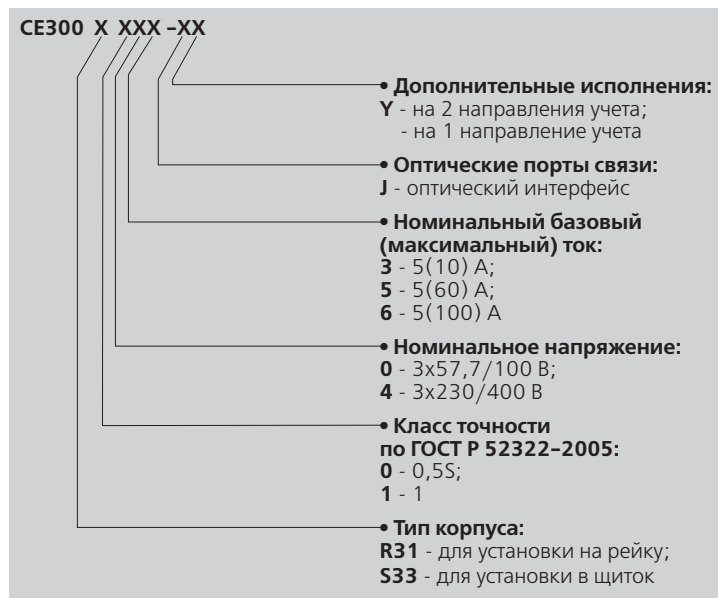 СЕ300 X XXX –XX
• Дополнительные исполнения:
Y - на 2 направления учета;
- на 1 направление учета
• Оптические порты связи:
J - оптический интерфейс
• Номинальный базовый
(максимальный) ток:
3 - 5(10) А;
5 - 5(60) А;
6 - 5(100) А
• Номинальное напряжение:
0 - 3х57,7/100 В;
4 - 3х230/400 В
• Класс точности
по ГОСТ Р 52322–2005:
0 - 0,5S;
1 - 1
• Тип корпуса:
R31 - для установки на рейку;
S33 - для установки в щиток